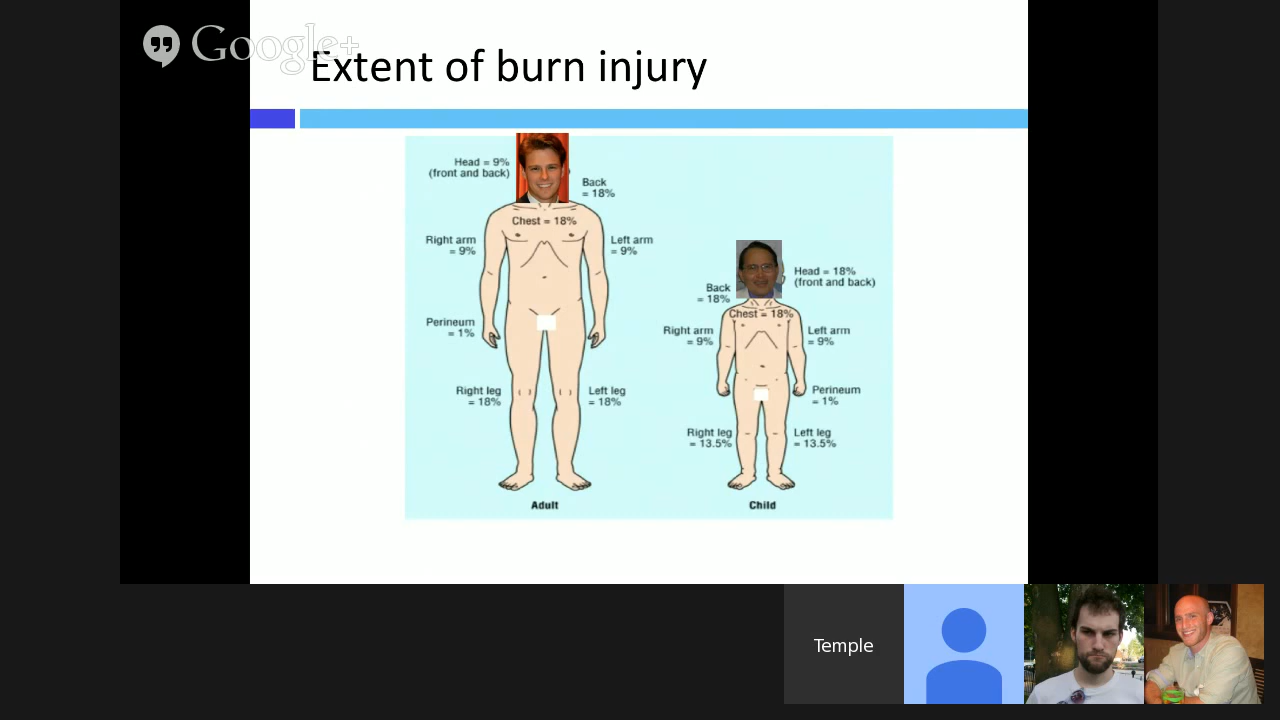 Google+
Extent of burn injury
Head = 9%
(front and back)
Back
= 18%
Chest = 18%
Right arm
= 9%
Left arm
= 9%
Perineum
= 1%
Right leg
= 18%
Left leg
= 18%
Adult
Head = 18%
(front and back)
Back
= 18%
Chest = 18%
Right arm
= 9%
Left arm
= 9%
Perineum
= 1%
Right leg
= 13.5%
Left leg
= 13.5%
Child
Temple